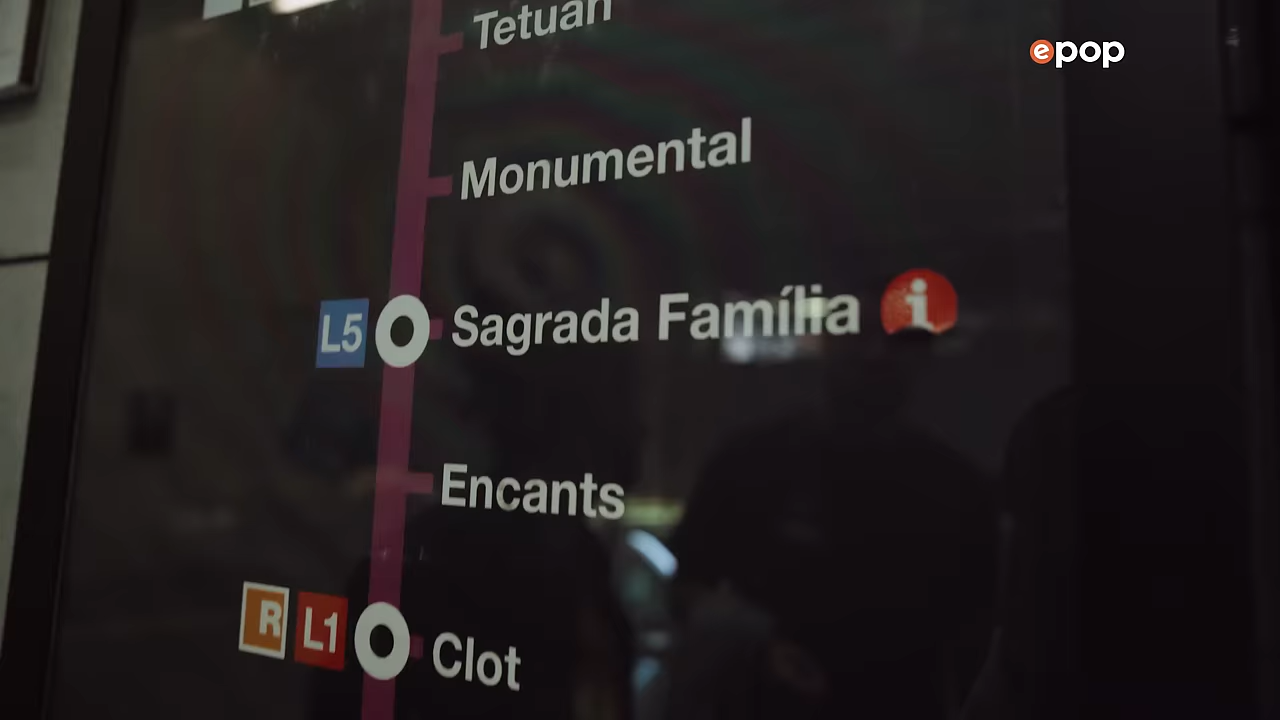 epop
Tetuan
Monumental
L5 Sagrada Família i
Encants
R L1 Clot